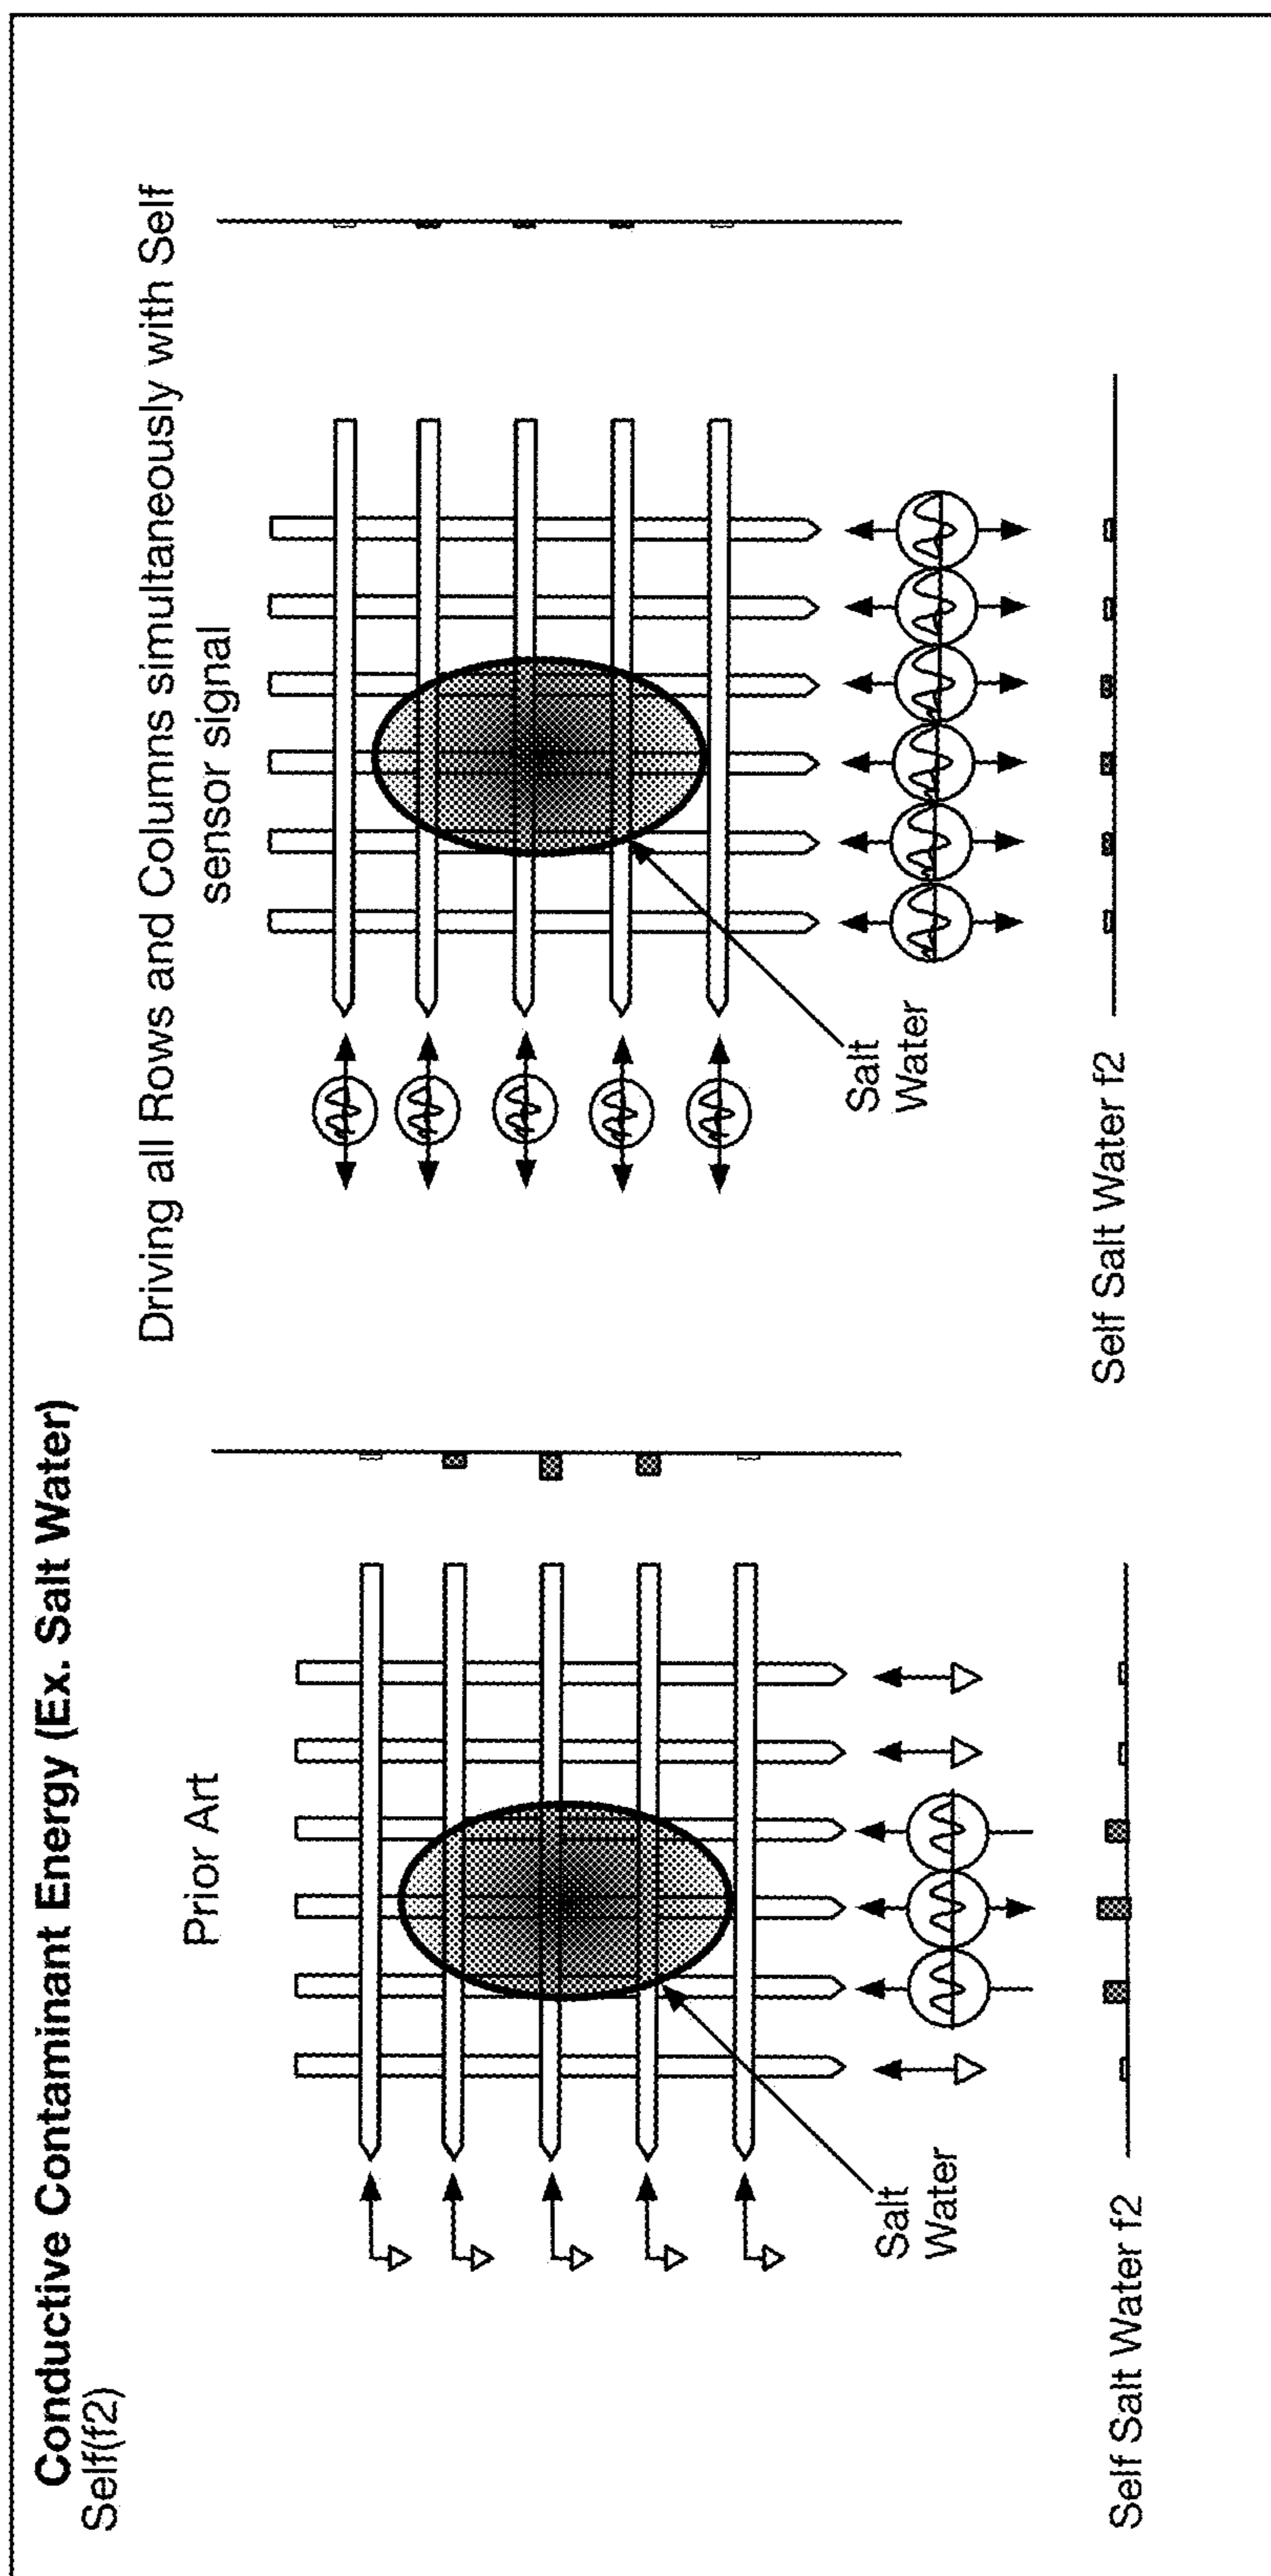 Conductive Contaminant Energy (Ex. Salt Water)
Self(f2)
Prior Art
Salt
Water
Self Salt Water f2
Driving all Rows and Columns simultaneously with Self
sensor signal
Salt
Water
Self Salt Water f2